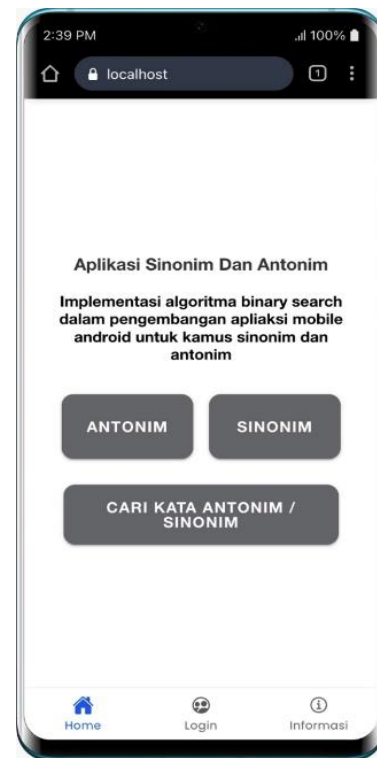 2:39 PM
100%
localhost
1
Aplikasi Sinonim Dan Antonim
Implementasi algoritma binary search
dalam pengembangan apliaksi mobile
android untuk kamus sinonim dan
antonim
ANTONIM
SINONIM
CARI KATA ANTONIM /
SINONIM
Home
Login
Informasi